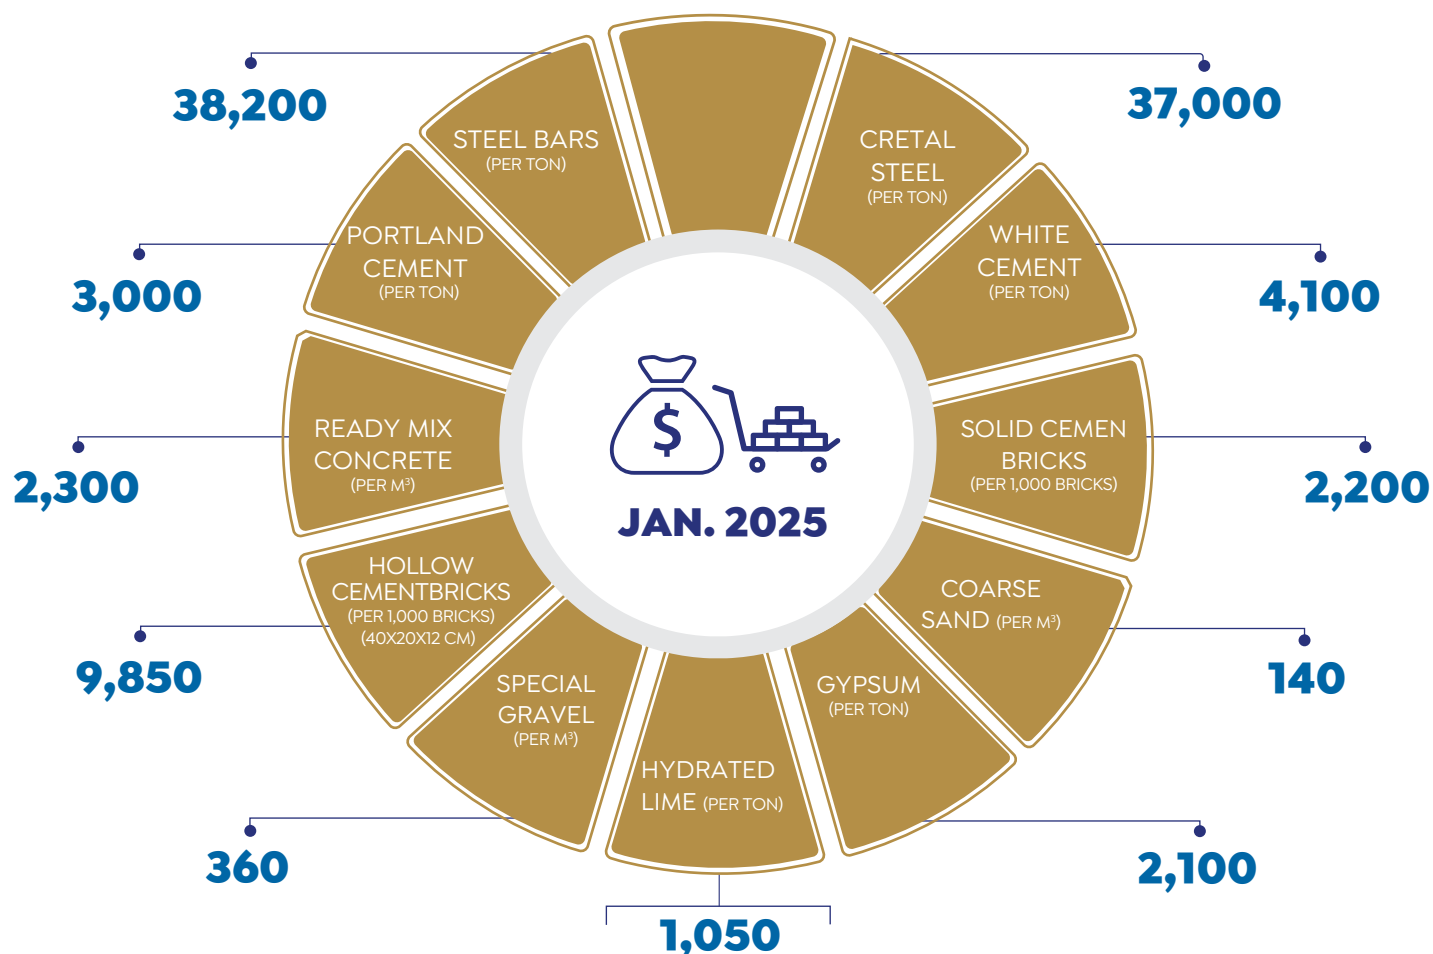 38,200
STEEL BARS
(PER TON)
37,000
CRETAL
STEEL
(PER TON)
3,000
PORTLAND
CEMENT
(PER TON)
4,100
WHITE
CEMENT
(PER TON)
2,300
READY MIX
CONCRETE
(PER M³)
$
JAN. 2025
2,200
SOLID CEMEN
BRICKS
(PER 1,000 BRICKS)
9,850
HOLLOW
CEMENTBRICKS
(PER 1,000 BRICKS)
(40X20X12 CM)
140
COARSE
SAND (PER M³)
360
SPECIAL
GRAVEL
(PER M³)
2,100
GYPSUM
(PER TON)
HYDRATED
LIME (PER TON)
1,050